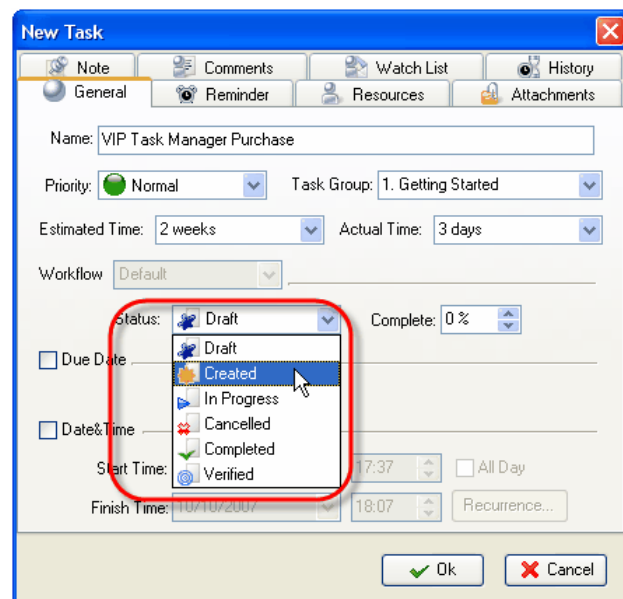 New Task
Note Comments Watch List History
General Reminder Resources Attachments
Name: VIP Task Manager Purchase
Priority: Normal Task Group: 1. Getting Started
Estimated Time: 2 weeks Actual Time: 3 days
Workflow Default
Status: Draft Complete: 0 %
Draft
Due Date
Created
In Progress
Cancelled
Date&Time
Completed
Start Time: 17:37 All Day
Verified
Finish Time: 10/10/2007 18:07 Recurrence...
Ok Cancel